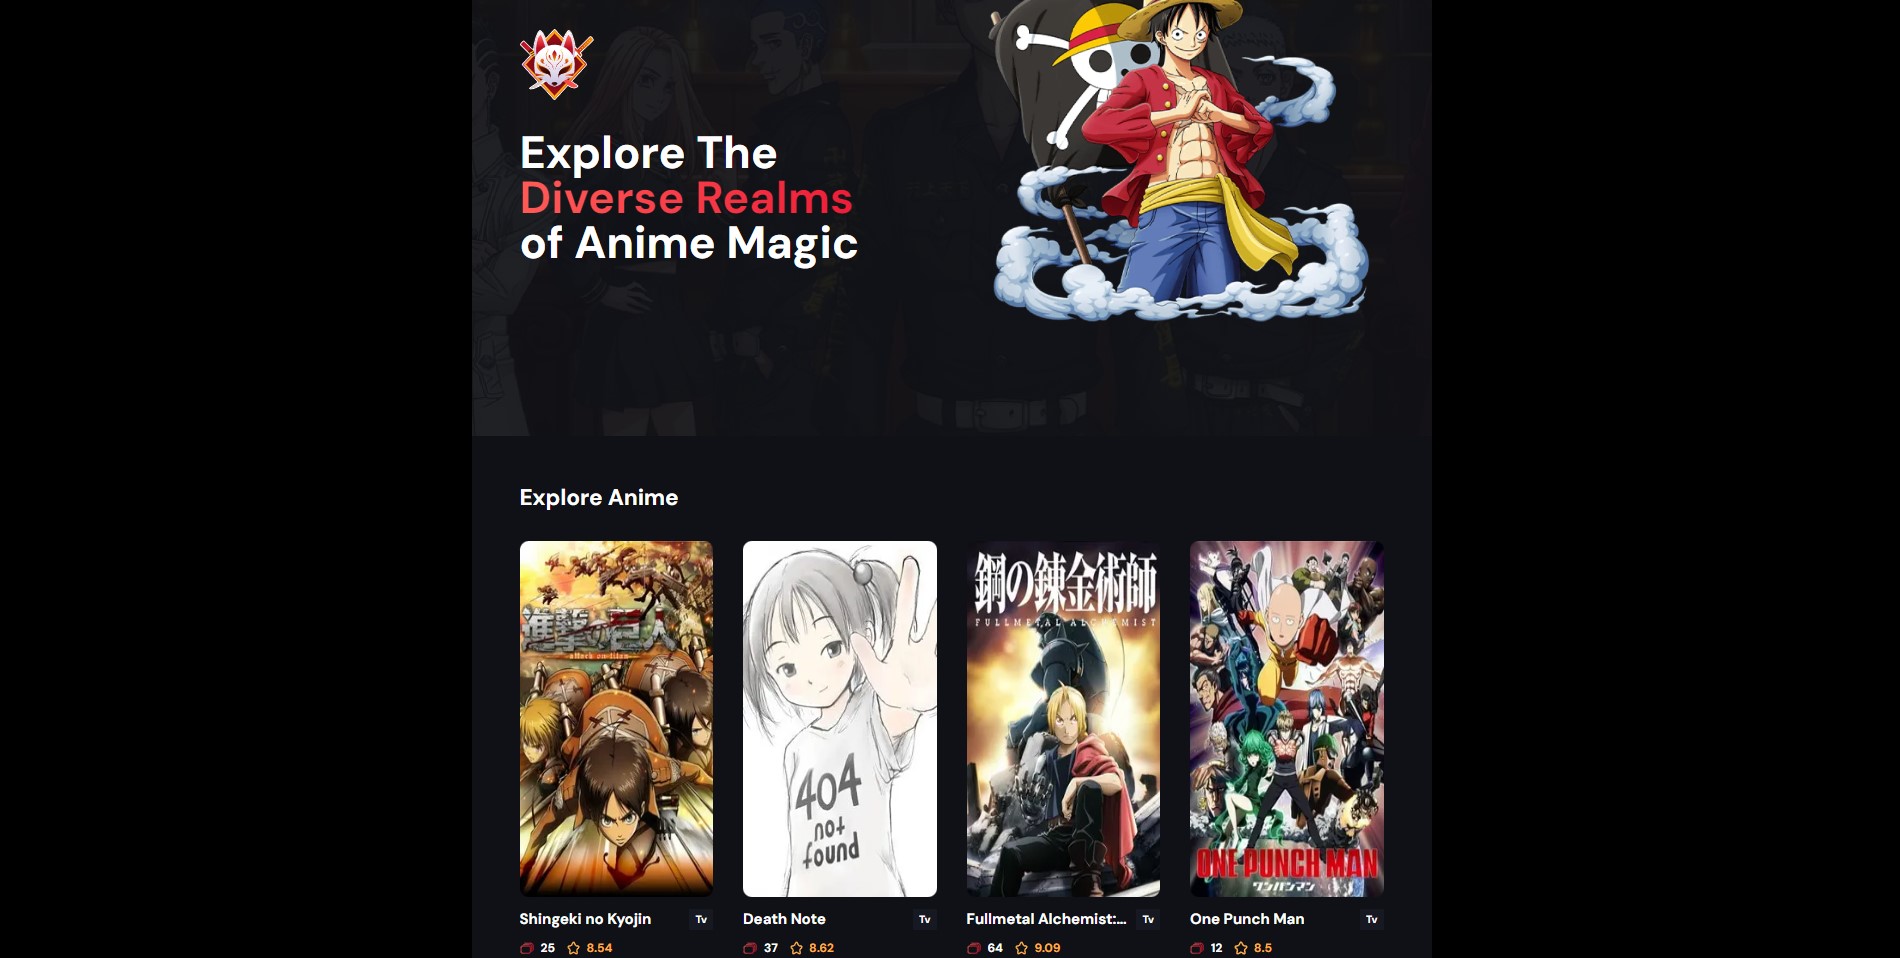 Explore The
Diverse Realms
of Anime Magic
Explore Anime
進撃の巨人
attack on titan
404
not
found
鋼の錬金術師
FULLMETAL ALCHEMIST
ONE PUNCH MAN
ワンパンマン
Shingeki no Kyojin Tv
25 8.54
Death Note Tv
37 8.62
Fullmetal Alchemist:... Tv
64 9.09
One Punch Man Tv
12 8.5